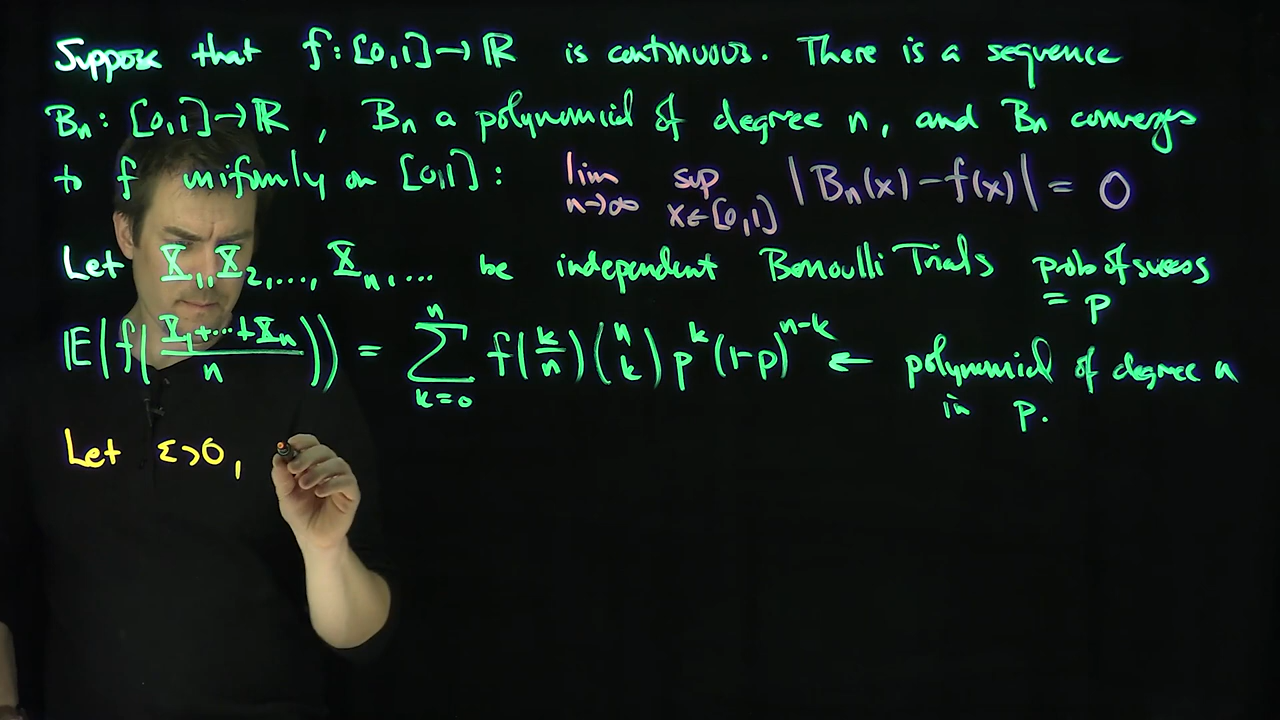 Suppose that f: [0,1] → ℝ is continuous. There is a sequence
Bₙ: [0,1] → ℝ, Bₙ a polynomial of degree n, and Bₙ converges
to f uniformly on [0,1]: lim n→∞ sup x∈[0,1] |Bₙ(x) − f(x)| = 0
Let X₁, X₂, ..., Xₙ, ... be independent Bernoulli Trials prob of success = p
𝔼(f((X₁+⋯+Xₙ)/n)) = ∑_{k=0}^{n} f(k/n) (n k) p^k (1-p)^{n-k} ← polynomial of degree n
in p.
Let ε>0,